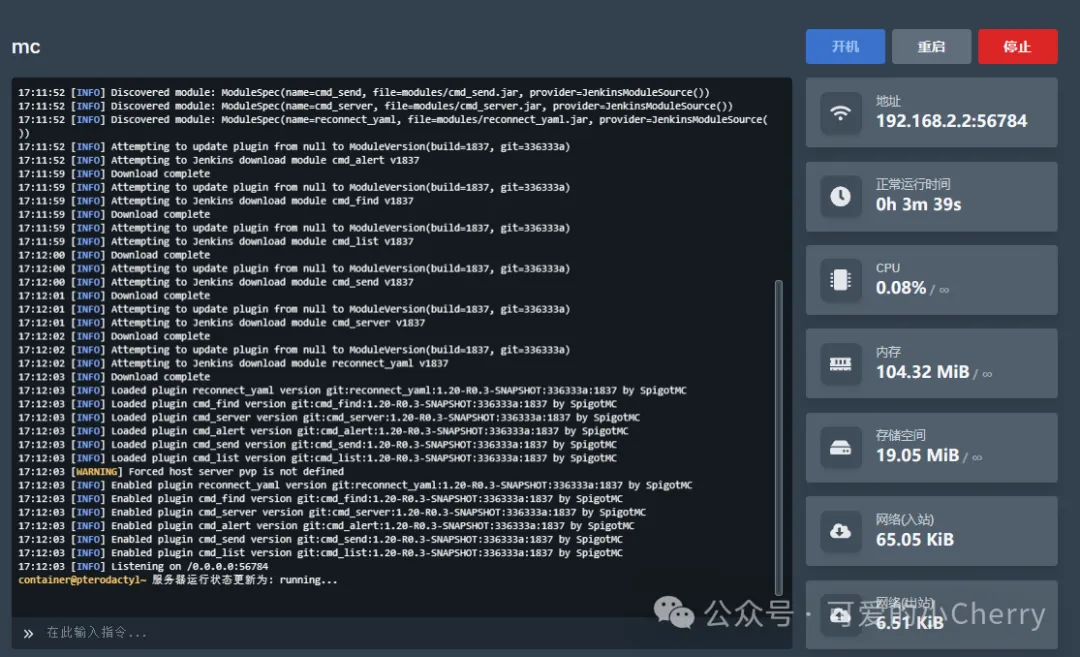 mc
开机
重启
停止
17:11:52 [INFO] Discovered module: ModuleSpec(name=cmd_send, file=modules/cmd_send.jar, provider=JenkinsModuleSource())
17:11:52 [INFO] Discovered module: ModuleSpec(name=cmd_server, file=modules/cmd_server.jar, provider=JenkinsModuleSource())
17:11:52 [INFO] Discovered module: ModuleSpec(name=reconnect_yaml, file=modules/reconnect_yaml.jar, provider=JenkinsModuleSource(
))
17:11:52 [INFO] Attempting to update plugin from null to ModuleVersion(build=1837, git=336333a)
17:11:52 [INFO] Attempting to Jenkins download module cmd_alert v1837
17:11:59 [INFO] Download complete
17:11:59 [INFO] Attempting to update plugin from null to ModuleVersion(build=1837, git=336333a)
17:11:59 [INFO] Attempting to Jenkins download module cmd_find v1837
17:11:59 [INFO] Download complete
17:11:59 [INFO] Attempting to update plugin from null to ModuleVersion(build=1837, git=336333a)
17:11:59 [INFO] Attempting to Jenkins download module cmd_list v1837
17:12:00 [INFO] Download complete
17:12:00 [INFO] Attempting to update plugin from null to ModuleVersion(build=1837, git=336333a)
17:12:00 [INFO] Attempting to Jenkins download module cmd_send v1837
17:12:01 [INFO] Download complete
17:12:01 [INFO] Attempting to update plugin from null to ModuleVersion(build=1837, git=336333a)
17:12:01 [INFO] Attempting to Jenkins download module cmd_server v1837
17:12:02 [INFO] Download complete
17:12:02 [INFO] Attempting to update plugin from null to ModuleVersion(build=1837, git=336333a)
17:12:02 [INFO] Attempting to Jenkins download module reconnect_yaml v1837
17:12:03 [INFO] Download complete
17:12:03 [INFO] Loaded plugin reconnect_yaml version git:reconnect_yaml:1.20-R0.3-SNAPSHOT:336333a:1837 by SpigotMC
17:12:03 [INFO] Loaded plugin cmd_find version git:cmd_find:1.20-R0.3-SNAPSHOT:336333a:1837 by SpigotMC
17:12:03 [INFO] Loaded plugin cmd_server version git:cmd_server:1.20-R0.3-SNAPSHOT:336333a:1837 by SpigotMC
17:12:03 [INFO] Loaded plugin cmd_alert version git:cmd_alert:1.20-R0.3-SNAPSHOT:336333a:1837 by SpigotMC
17:12:03 [INFO] Loaded plugin cmd_send version git:cmd_send:1.20-R0.3-SNAPSHOT:336333a:1837 by SpigotMC
17:12:03 [INFO] Loaded plugin cmd_list version git:cmd_list:1.20-R0.3-SNAPSHOT:336333a:1837 by SpigotMC
17:12:03 [WARNING] Forced host server pvp is not defined
17:12:03 [INFO] Enabled plugin reconnect_yaml version git:reconnect_yaml:1.20-R0.3-SNAPSHOT:336333a:1837 by SpigotMC
17:12:03 [INFO] Enabled plugin cmd_find version git:cmd_find:1.20-R0.3-SNAPSHOT:336333a:1837 by SpigotMC
17:12:03 [INFO] Enabled plugin cmd_server version git:cmd_server:1.20-R0.3-SNAPSHOT:336333a:1837 by SpigotMC
17:12:03 [INFO] Enabled plugin cmd_alert version git:cmd_alert:1.20-R0.3-SNAPSHOT:336333a:1837 by SpigotMC
17:12:03 [INFO] Enabled plugin cmd_send version git:cmd_send:1.20-R0.3-SNAPSHOT:336333a:1837 by SpigotMC
17:12:03 [INFO] Enabled plugin cmd_list version git:cmd_list:1.20-R0.3-SNAPSHOT:336333a:1837 by SpigotMC
17:12:03 [INFO] Listening on /0.0.0.0:56784
container@pterodactyl~ 服务器运行状态更新为: running...
» 在此输入指令...
地址
192.168.2.2:56784
正常运行时间
0h 3m 39s
CPU
0.08% / ∞
内存
104.32 MiB / ∞
存储空间
19.05 MiB / ∞
网络(入站)
65.05 KiB
网络(出站)
6.51 KiB
公众号 · 可爱的小Cherry